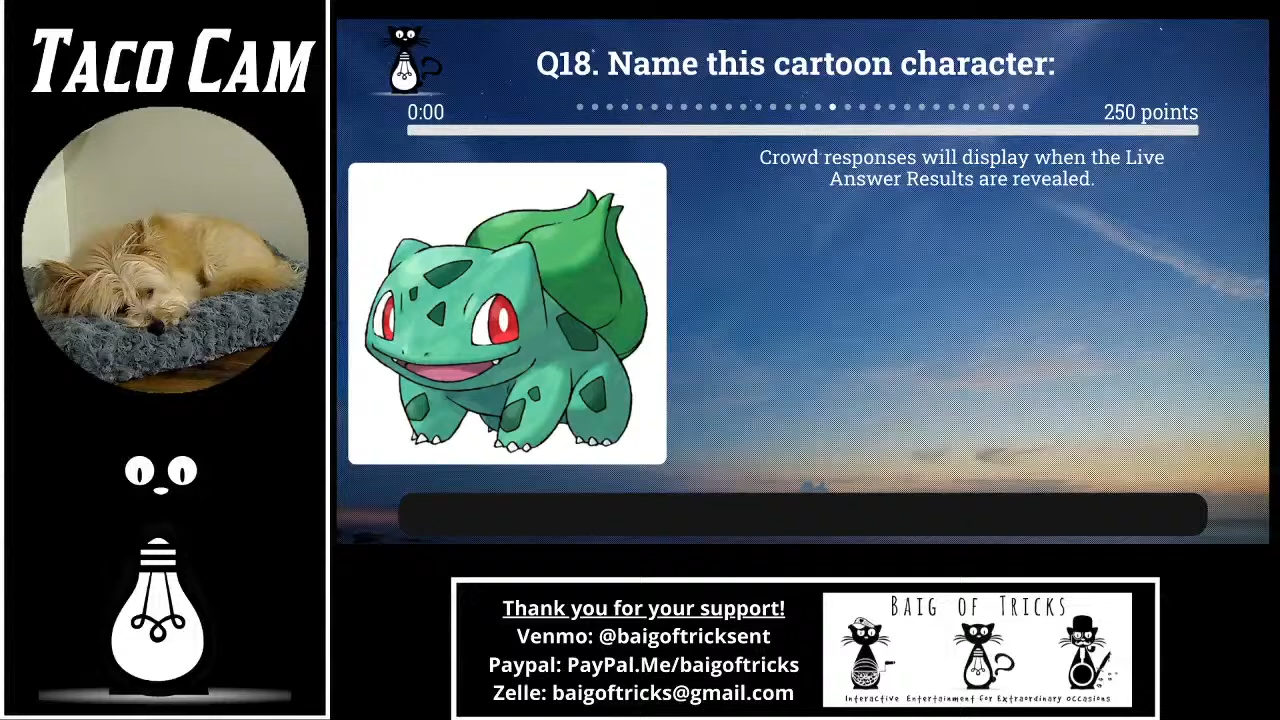 TACO CAM
Q18. Name this cartoon character:
0:00
250 points
Crowd responses will display when the Live
Answer Results are revealed.
Thank you for your support!
Venmo: @baigoftricksent
Paypal: PayPal.Me/baigoftricks
Zelle: baigoftricks@gmail.com
BAIG OF TRICKS
Interactive Entertainment for Extraordinary occasions